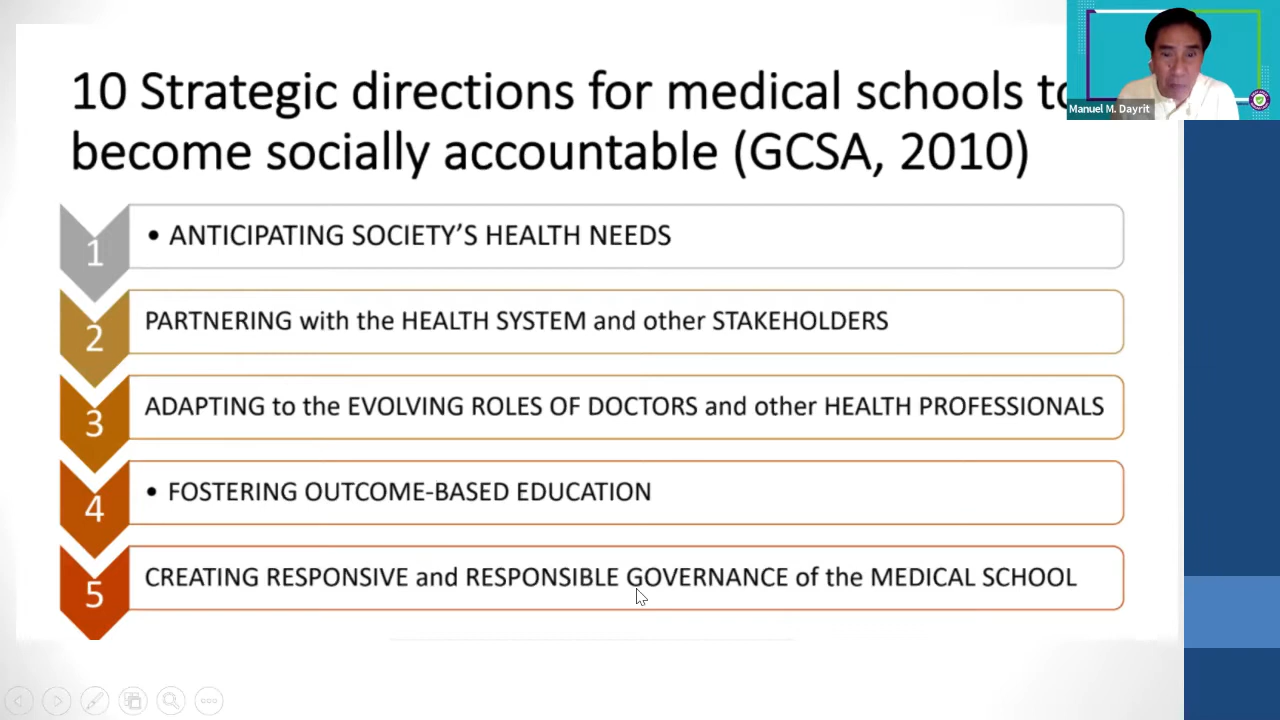 10 Strategic directions for medical schools to
become socially accountable (GCSA, 2010)
Manuel M. Dayrit
1
• ANTICIPATING SOCIETY’S HEALTH NEEDS
2
PARTNERING with the HEALTH SYSTEM and other STAKEHOLDERS
3
ADAPTING to the EVOLVING ROLES OF DOCTORS and other HEALTH PROFESSIONALS
4
• FOSTERING OUTCOME-BASED EDUCATION
5
CREATING RESPONSIVE and RESPONSIBLE GOVERNANCE of the MEDICAL SCHOOL